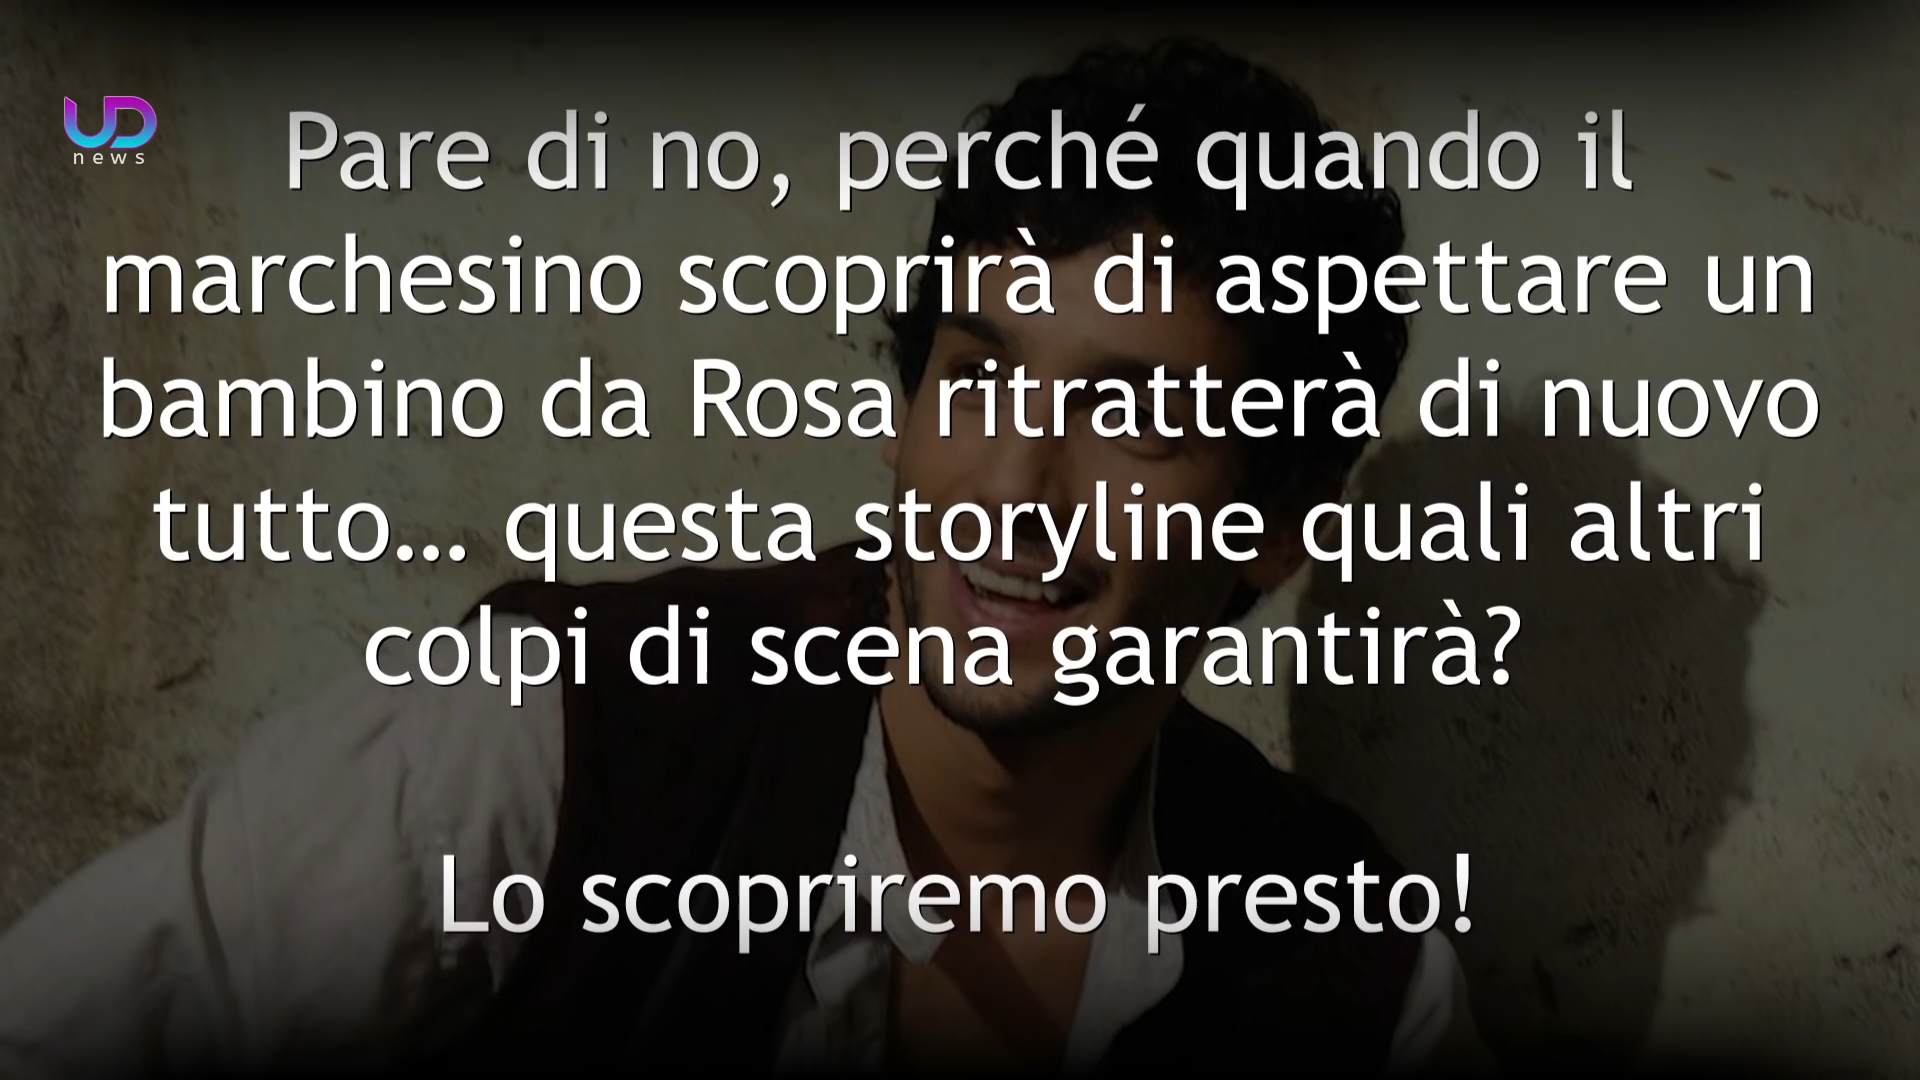 UD
news
Pare di no, perché quando il
marchesino scoprirà di aspettare un
bambino da Rosa ritratterà di nuovo
tutto... questa storyline quali altri
colpi di scena garantirà?
Lo scopriremo presto!